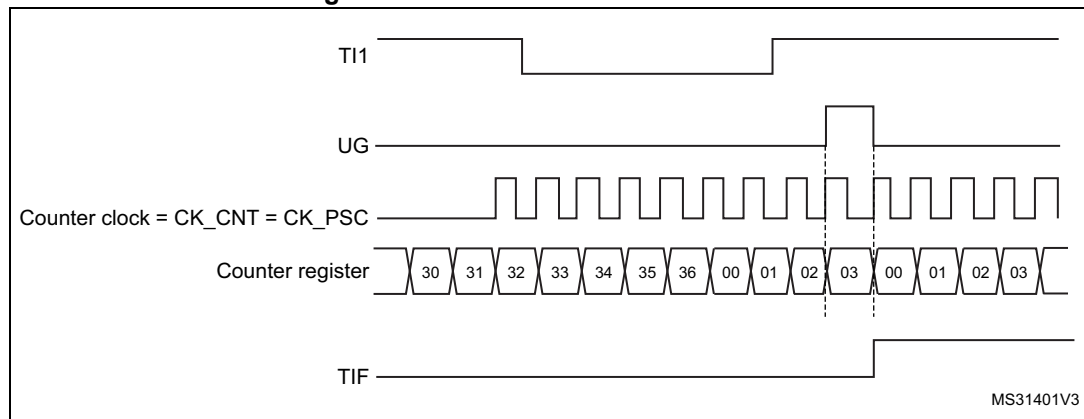 TI1
UG
Counter clock = CK_CNT = CK_PSC
Counter register 30 31 32 33 34 35 36 00 01 02 03 00 01 02 03
TIF
MS31401V3